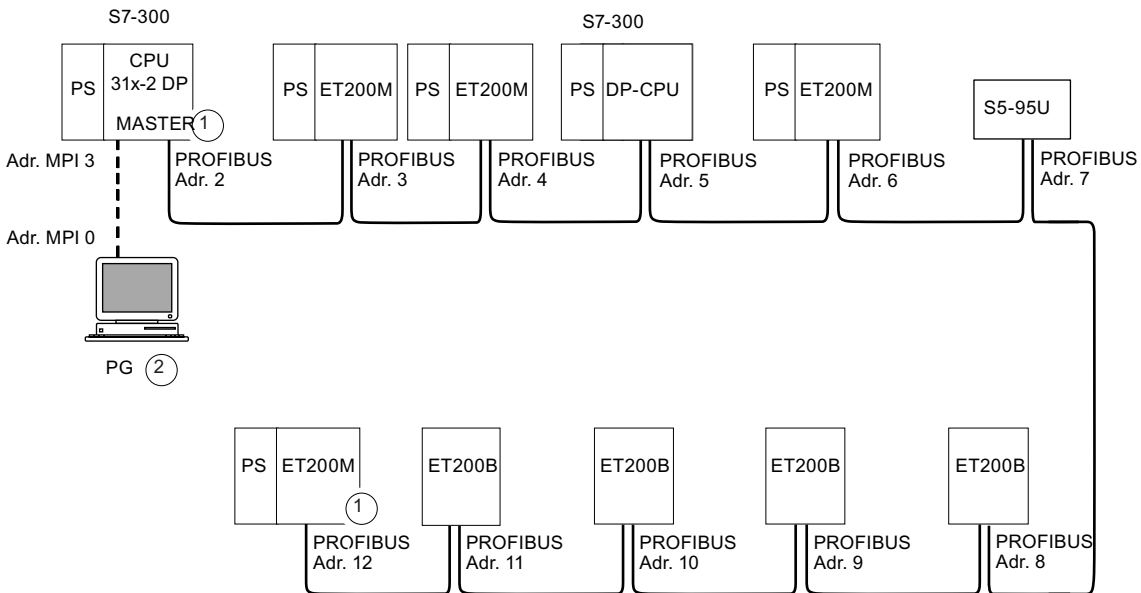 S7-300
S7-300
PS
CPU
31x-2 DP
MASTER
1
PS
ET200M
PS
ET200M
PS
DP-CPU
PS
ET200M
S5-95U
Adr. MPI 3
PROFIBUS
Adr. 2
PROFIBUS
Adr. 3
PROFIBUS
Adr. 4
PROFIBUS
Adr. 5
PROFIBUS
Adr. 6
PROFIBUS
Adr. 7
Adr. MPI 0
PG
2
PS
ET200M
1
ET200B
ET200B
ET200B
ET200B
PROFIBUS
Adr. 12
PROFIBUS
Adr. 11
PROFIBUS
Adr. 10
PROFIBUS
Adr. 9
PROFIBUS
Adr. 8